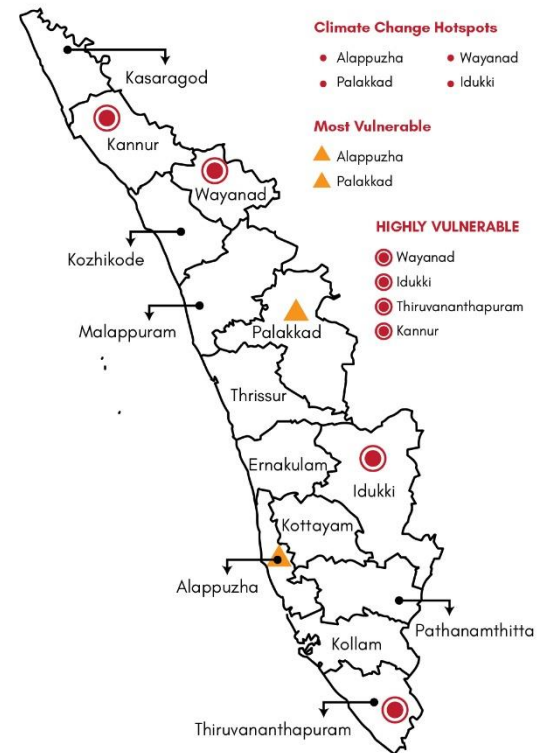 Climate Change Hotspots
Alappuzha
Wayanad
Palakkad
Idukki
Most Vulnerable
Alappuzha
Palakkad
HIGHLY VULNERABLE
Wayanad
Idukki
Thiruvananthapuram
Kannur
Kasaragod
Kannur
Wayanad
Kozhikode
Malappuram
Palakkad
Thrissur
Ernakulam
Idukki
Kottayam
Alappuzha
Pathanamthitta
Kollam
Thiruvananthapuram